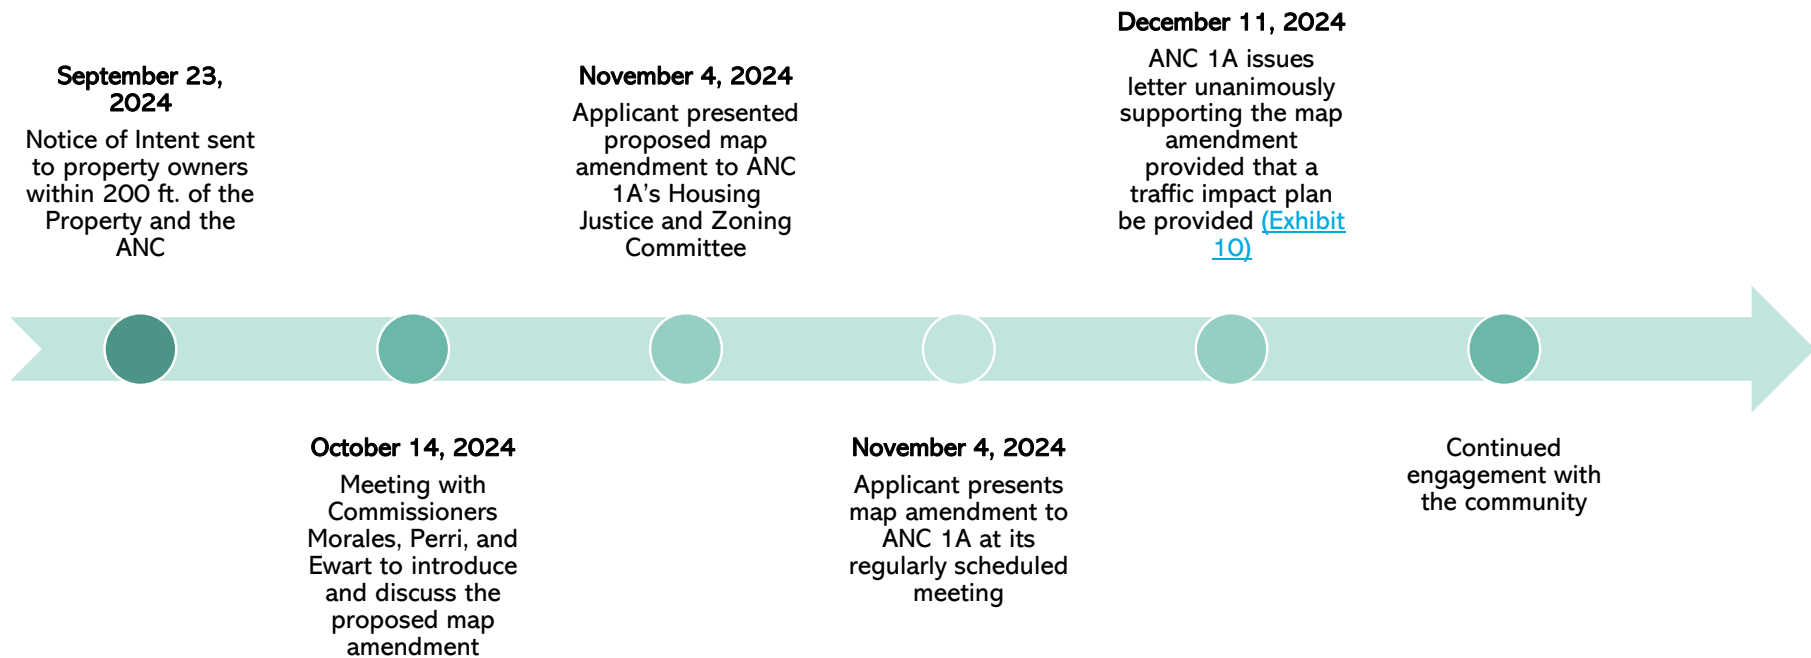 September 23,
2024
Notice of Intent sent
to property owners
within 200 ft. of the
Property and the
ANC
October 14, 2024
Meeting with
Commissioners
Morales, Perri, and
Ewart to introduce
and discuss the
proposed map
amendment
November 4, 2024
Applicant presented
proposed map
amendment to ANC
1A’s Housing
Justice and Zoning
Committee
November 4, 2024
Applicant presents
map amendment to
ANC 1A at its
regularly scheduled
meeting
December 11, 2024
ANC 1A issues
letter unanimously
supporting the map
amendment
provided that a
traffic impact plan
be provided (Exhibit
10)
Continued
engagement with
the community